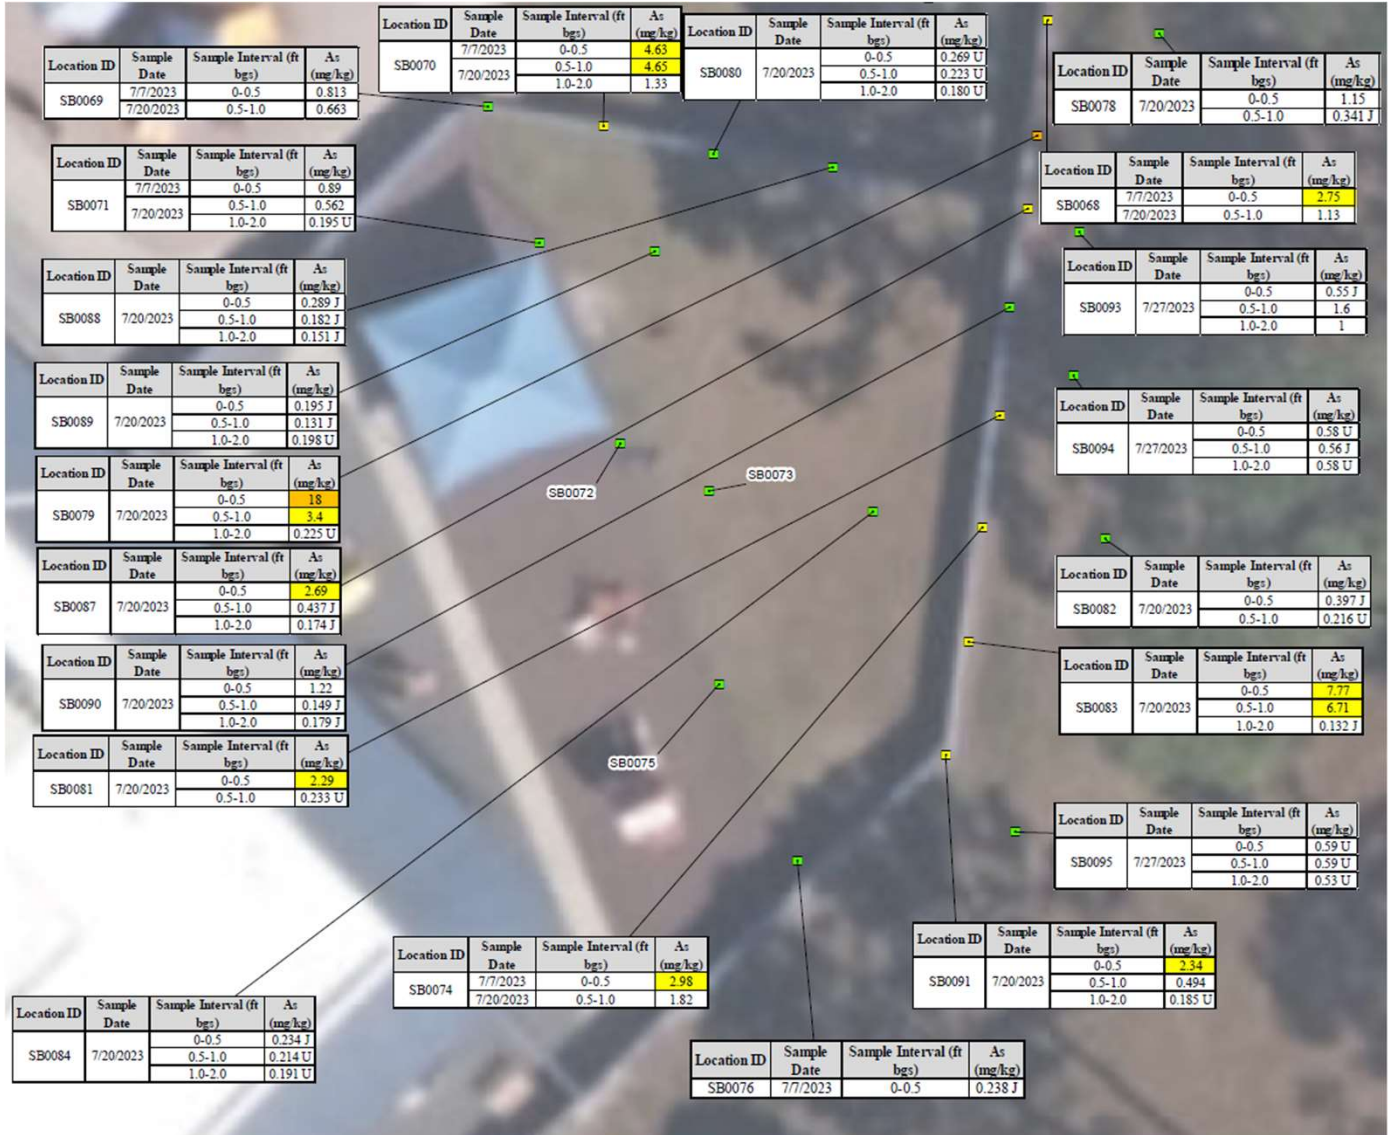 Location ID Sample Date Sample Interval (ft bgs) As (mg/kg)
SB0069 7/7/2023 0-0.5 0.813
7/20/2023 0.5-1.0 0.663
Location ID Sample Date Sample Interval (ft bgs) As (mg/kg)
SB0070 7/7/2023 0-0.5 4.63
7/20/2023 0.5-1.0 4.65
1.0-2.0 1.33
Location ID Sample Date Sample Interval (ft bgs) As (mg/kg)
SB0080 7/20/2023 0-0.5 0.269 U
0.5-1.0 0.223 U
1.0-2.0 0.180 U
Location ID Sample Date Sample Interval (ft bgs) As (mg/kg)
SB0078 7/20/2023 0-0.5 1.15
0.5-1.0 0.341 J
Location ID Sample Date Sample Interval (ft bgs) As (mg/kg)
SB0071 7/7/2023 0-0.5 0.89
7/20/2023 0.5-1.0 0.562
1.0-2.0 0.195 U
Location ID Sample Date Sample Interval (ft bgs) As (mg/kg)
SB0068 7/7/2023 0-0.5 2.75
7/20/2023 0.5-1.0 1.13
Location ID Sample Date Sample Interval (ft bgs) As (mg/kg)
SB0088 7/20/2023 0-0.5 0.289 J
0.5-1.0 0.182 J
1.0-2.0 0.151 J
Location ID Sample Date Sample Interval (ft bgs) As (mg/kg)
SB0093 7/27/2023 0-0.5 0.55 J
0.5-1.0 1.6
1.0-2.0 1
Location ID Sample Date Sample Interval (ft bgs) As (mg/kg)
SB0089 7/20/2023 0-0.5 0.195 J
0.5-1.0 0.131 J
1.0-2.0 0.198 U
Location ID Sample Date Sample Interval (ft bgs) As (mg/kg)
SB0094 7/27/2023 0-0.5 0.58 U
0.5-1.0 0.56 J
1.0-2.0 0.58 U
Location ID Sample Date Sample Interval (ft bgs) As (mg/kg)
SB0079 7/20/2023 0-0.5 18
0.5-1.0 3.4
1.0-2.0 0.225 U
SB0072
SB0073
Location ID Sample Date Sample Interval (ft bgs) As (mg/kg)
SB0087 7/20/2023 0-0.5 2.69
0.5-1.0 0.437 J
1.0-2.0 0.174 J
Location ID Sample Date Sample Interval (ft bgs) As (mg/kg)
SB0082 7/20/2023 0-0.5 0.397 J
0.5-1.0 0.216 U
Location ID Sample Date Sample Interval (ft bgs) As (mg/kg)
SB0090 7/20/2023 0-0.5 1.22
0.5-1.0 0.149 J
1.0-2.0 0.179 J
Location ID Sample Date Sample Interval (ft bgs) As (mg/kg)
SB0083 7/20/2023 0-0.5 7.77
0.5-1.0 6.71
1.0-2.0 0.132 J
Location ID Sample Date Sample Interval (ft bgs) As (mg/kg)
SB0081 7/20/2023 0-0.5 2.29
0.5-1.0 0.233 U
SB0075
Location ID Sample Date Sample Interval (ft bgs) As (mg/kg)
SB0095 7/27/2023 0-0.5 0.59 U
0.5-1.0 0.59 U
1.0-2.0 0.53 U
Location ID Sample Date Sample Interval (ft bgs) As (mg/kg)
SB0074 7/7/2023 0-0.5 2.98
7/20/2023 0.5-1.0 1.82
Location ID Sample Date Sample Interval (ft bgs) As (mg/kg)
SB0091 7/20/2023 0-0.5 2.34
0.5-1.0 0.494
1.0-2.0 0.185 U
Location ID Sample Date Sample Interval (ft bgs) As (mg/kg)
SB0084 7/20/2023 0-0.5 0.234 J
0.5-1.0 0.214 U
1.0-2.0 0.191 U
Location ID Sample Date Sample Interval (ft bgs) As (mg/kg)
SB0076 7/7/2023 0-0.5 0.238 J